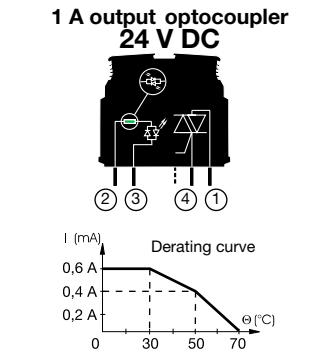 1 A output optocoupler
24 V DC
2 3 4 1
I (mA)
Derating curve
0,6 A
0,4 A
0,2 A
Θ (°C)
0 30 50 70